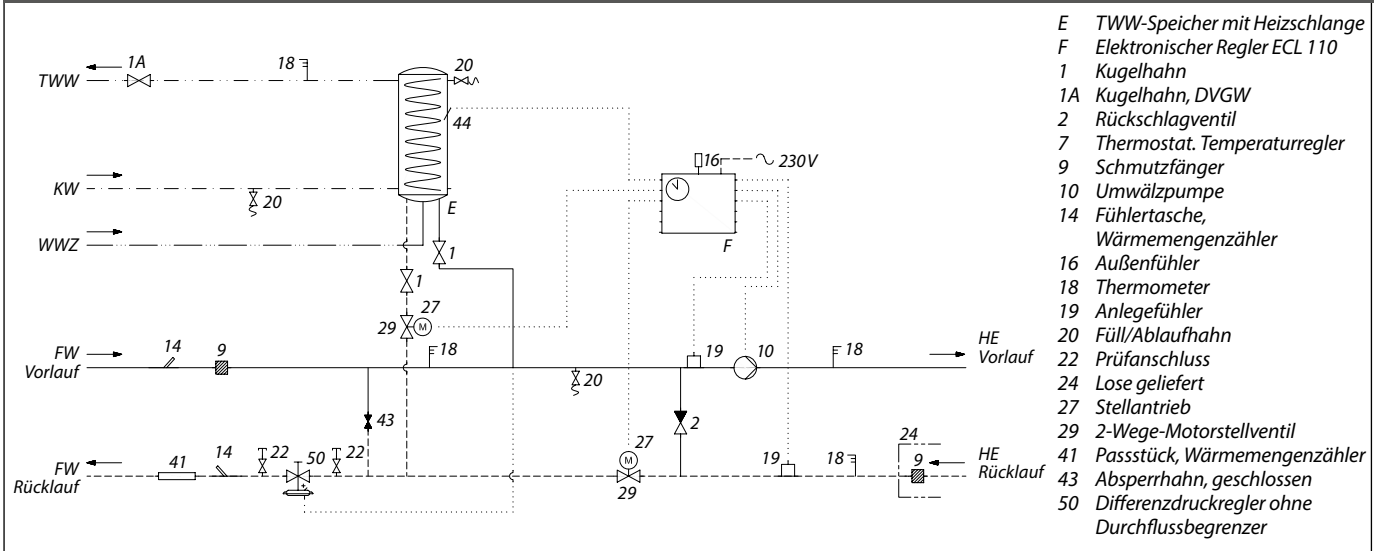 1A
18
20
TWW
44
16
230 V
KW
20
E
F
WWZ
1
1
27
29
M
FW
Vorlauf
14
9
18
19
10
18
HE
Vorlauf
20
43
2
FW
Rücklauf
41
14
22
50
22
+
27
M
29
19
18
24
9
HE
Rücklauf
E TWW-Speicher mit Heizschlange
F Elektronischer Regler ECL 110
1 Kugelhahn
1A Kugelhahn, DVGW
2 Rückschlagventil
7 Thermostat. Temperaturregler
9 Schmutzfänger
10 Umwälzpumpe
14 Fühlertasche,
Wärmemengenzähler
16 Außenfühler
18 Thermometer
19 Anlegefühler
20 Füll/Ablaufhahn
22 Prüfanschluss
24 Lose geliefert
27 Stellantrieb
29 2-Wege-Motorstellventil
41 Passstück, Wärmemengenzähler
43 Absperrhahn, geschlossen
50 Differenzdruckregler ohne
Durchflussbegrenzer